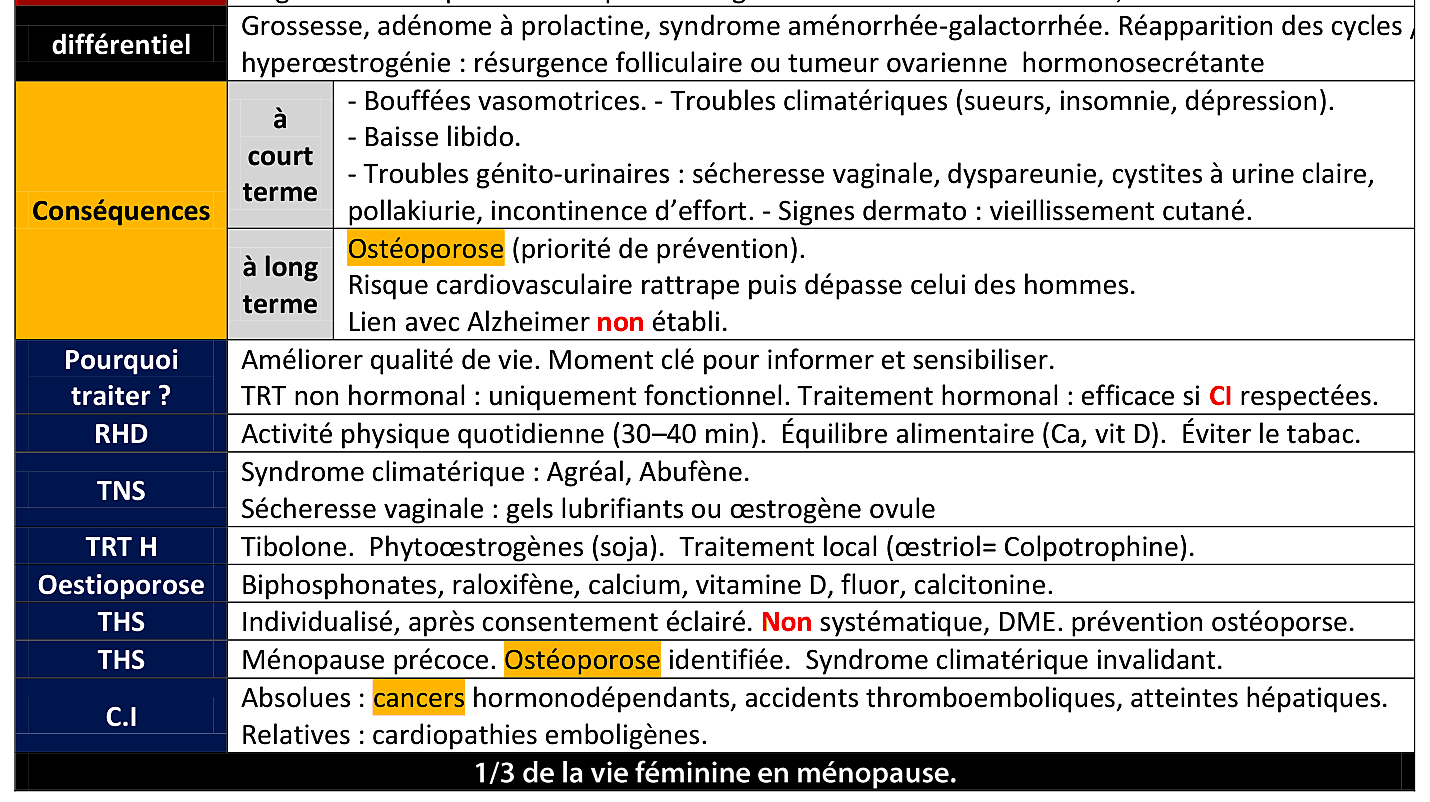 différentiel
Grossesse, adénome à prolactine, syndrome aménorrhée-galactorrhée. Réapparition des cycles /
hyperœstrogénie : résurgence folliculaire ou tumeur ovarienne hormonosecrétante
Conséquences
à
court
terme
- Bouffées vasomotrices. - Troubles climatériques (sueurs, insomnie, dépression).
- Baisse libido.
- Troubles génito-urinaires : sécheresse vaginale, dyspareunie, cystites à urine claire,
pollakiurie, incontinence d’effort. - Signes dermato : vieillissement cutané.
à long
terme
Ostéoporose (priorité de prévention).
Risque cardiovasculaire rattrape puis dépasse celui des hommes.
Lien avec Alzheimer non établi.
Pourquoi
traiter ?
Améliorer qualité de vie. Moment clé pour informer et sensibiliser.
TRT non hormonal : uniquement fonctionnel. Traitement hormonal : efficace si CI respectées.
RHD
Activité physique quotidienne (30–40 min). Équilibre alimentaire (Ca, vit D). Éviter le tabac.
TNS
Syndrome climatérique : Agréal, Abufène.
Sécheresse vaginale : gels lubrifiants ou œstrogène ovule
TRT H
Tibolone. Phytoœstrogènes (soja). Traitement local (œstriol= Colpotrophine).
Oestioporose
Biphosphonates, raloxifène, calcium, vitamine D, fluor, calcitonine.
THS
Individualisé, après consentement éclairé. Non systématique, DME. prévention ostéoporse.
THS
Ménopause précoce. Ostéoporose identifiée. Syndrome climatérique invalidant.
C.I
Absolues : cancers hormonodépendants, accidents thromboemboliques, atteintes hépatiques.
Relatives : cardiopathies emboligènes.
1/3 de la vie féminine en ménopause.